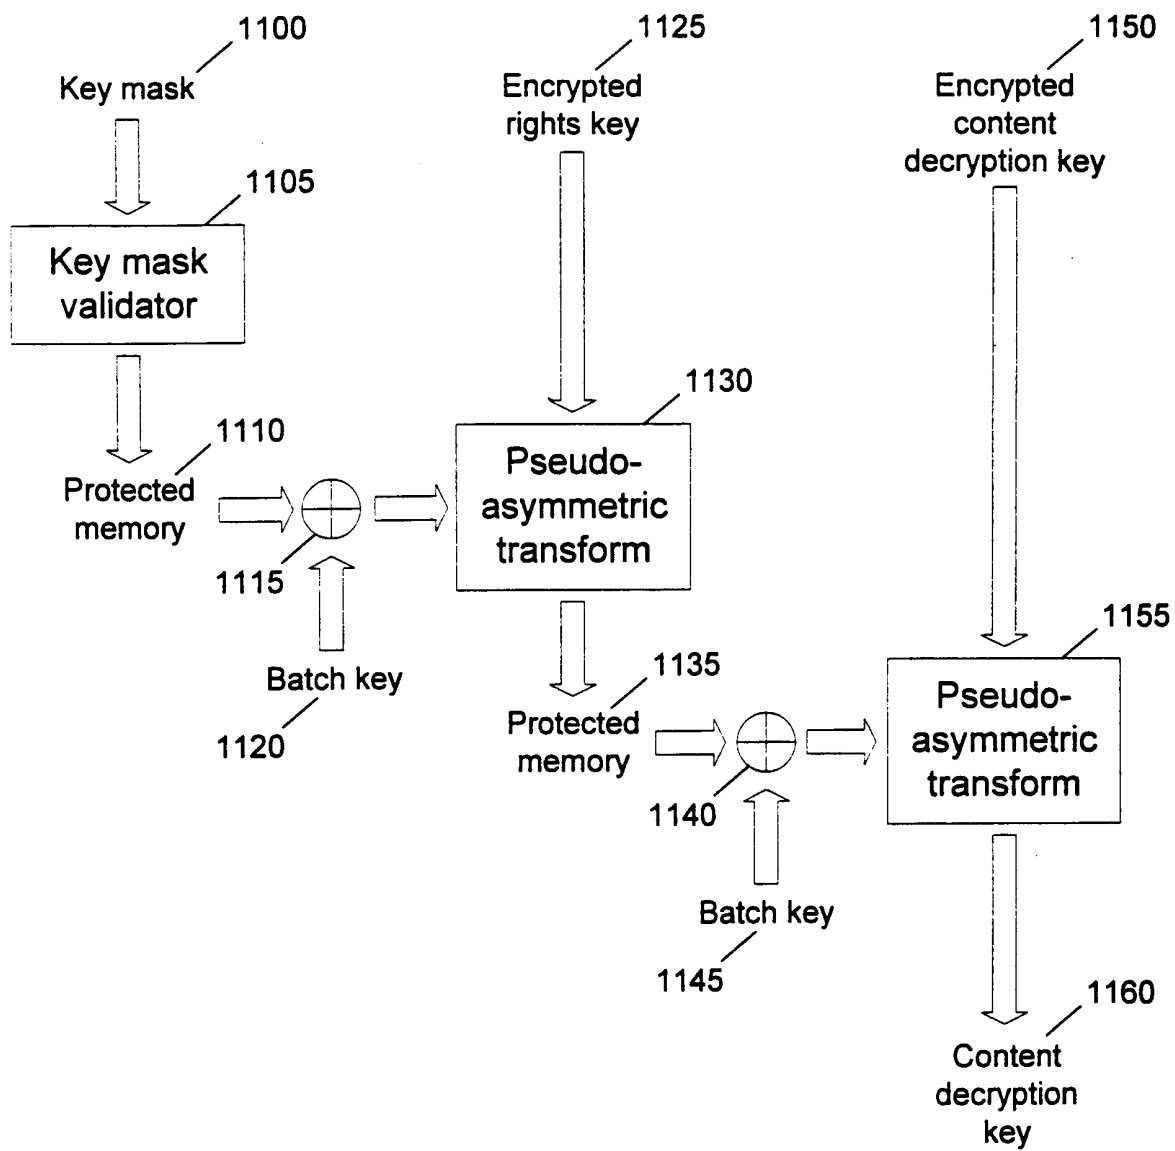 1100
Key mask
1105
Key mask
validator
1110
Protected
memory
1115
Batch key
1120
1125
Encrypted
rights key
1130
Pseudo-
asymmetric
transform
1135
Protected
memory
1140
Batch key
1145
1150
Encrypted
content
decryption key
1155
Pseudo-
asymmetric
transform
1160
Content
decryption
key